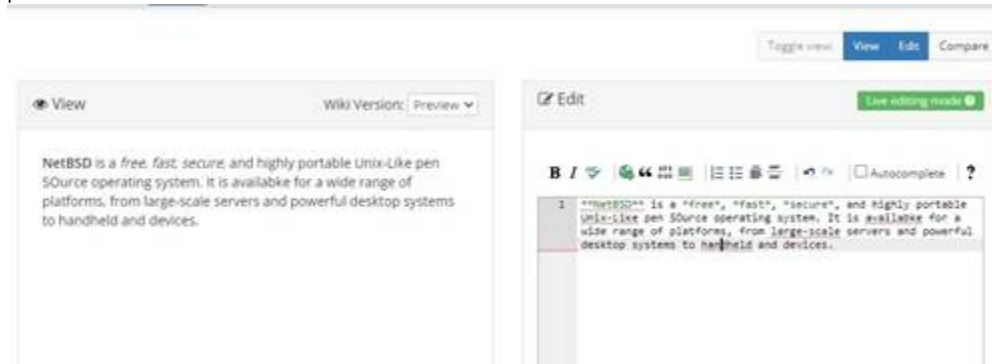 Toggle view: View Edit Compare
View
Wiki Version: Preview
Edit
Live editing mode
NetBSD is a free, fast, secure, and highly portable Unix-Like pen
SOurce operating system. It is availabke for a wide range of
platforms, from large-scale servers and powerful desktop systems
to handheld and devices.
B I Autocomplete ?
1 **NetBSD** is a *free*, *fast*, *secure*, and highly portable
Unix-Like pen SOurce operating system. It is availabke for a
wide range of platforms, from large-scale servers and powerful
desktop systems to handheld and devices.